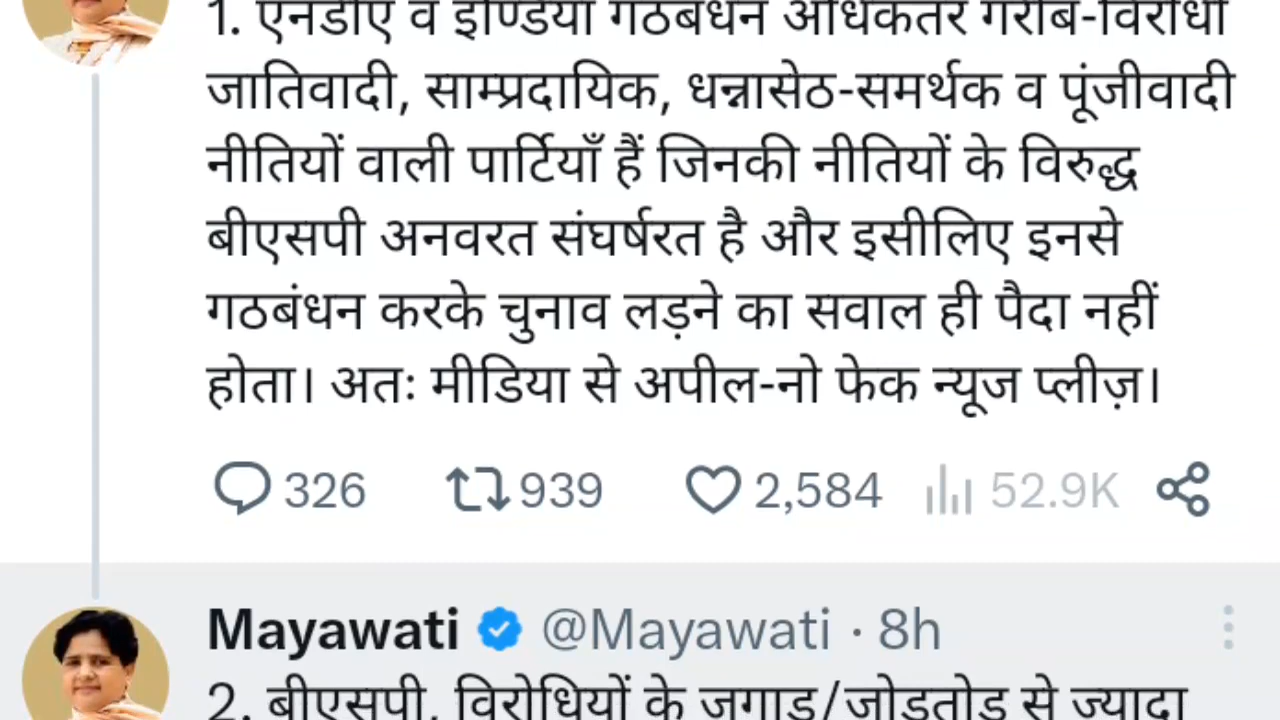 1. एनडीए व इण्डिया गठबंधन अधिकतर गरीब-विरोधी
जातिवादी, साम्प्रदायिक, धन्नासेठ-समर्थक व पूंजीवादी
नीतियों वाली पार्टियाँ हैं जिनकी नीतियों के विरुद्ध
बीएसपी अनवरत संघर्षरत है और इसीलिए इनसे
गठबंधन करके चुनाव लड़ने का सवाल ही पैदा नहीं
होता। अतः मीडिया से अपील-नो फेक न्यूज प्लीज़।
326 939 2,584 52.9K
Mayawati @Mayawati · 8h
2. बीएसपी, विरोधियों के जुगाड़/जोड़तोड़ से ज्यादा